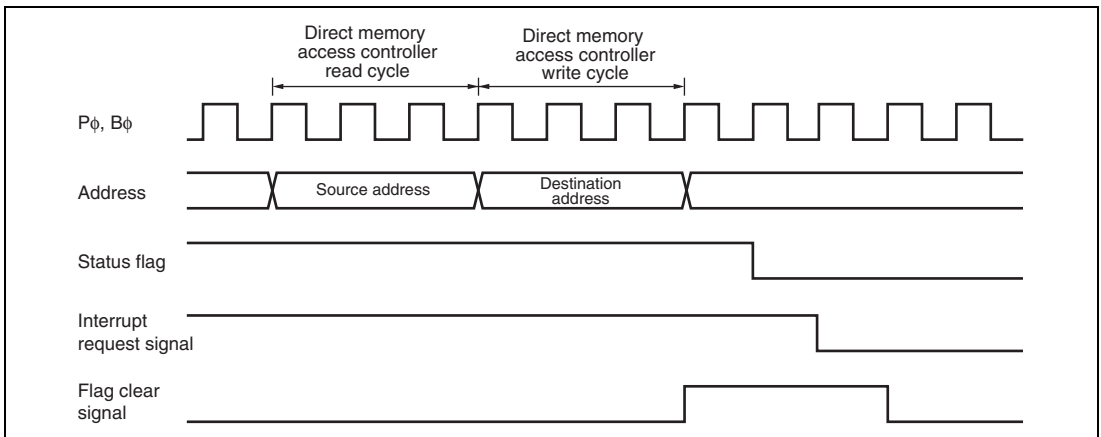 Direct memory
access controller
read cycle
Direct memory
access controller
write cycle
Pϕ, Bϕ
Address
Source address
Destination
address
Status flag
Interrupt
request signal
Flag clear
signal